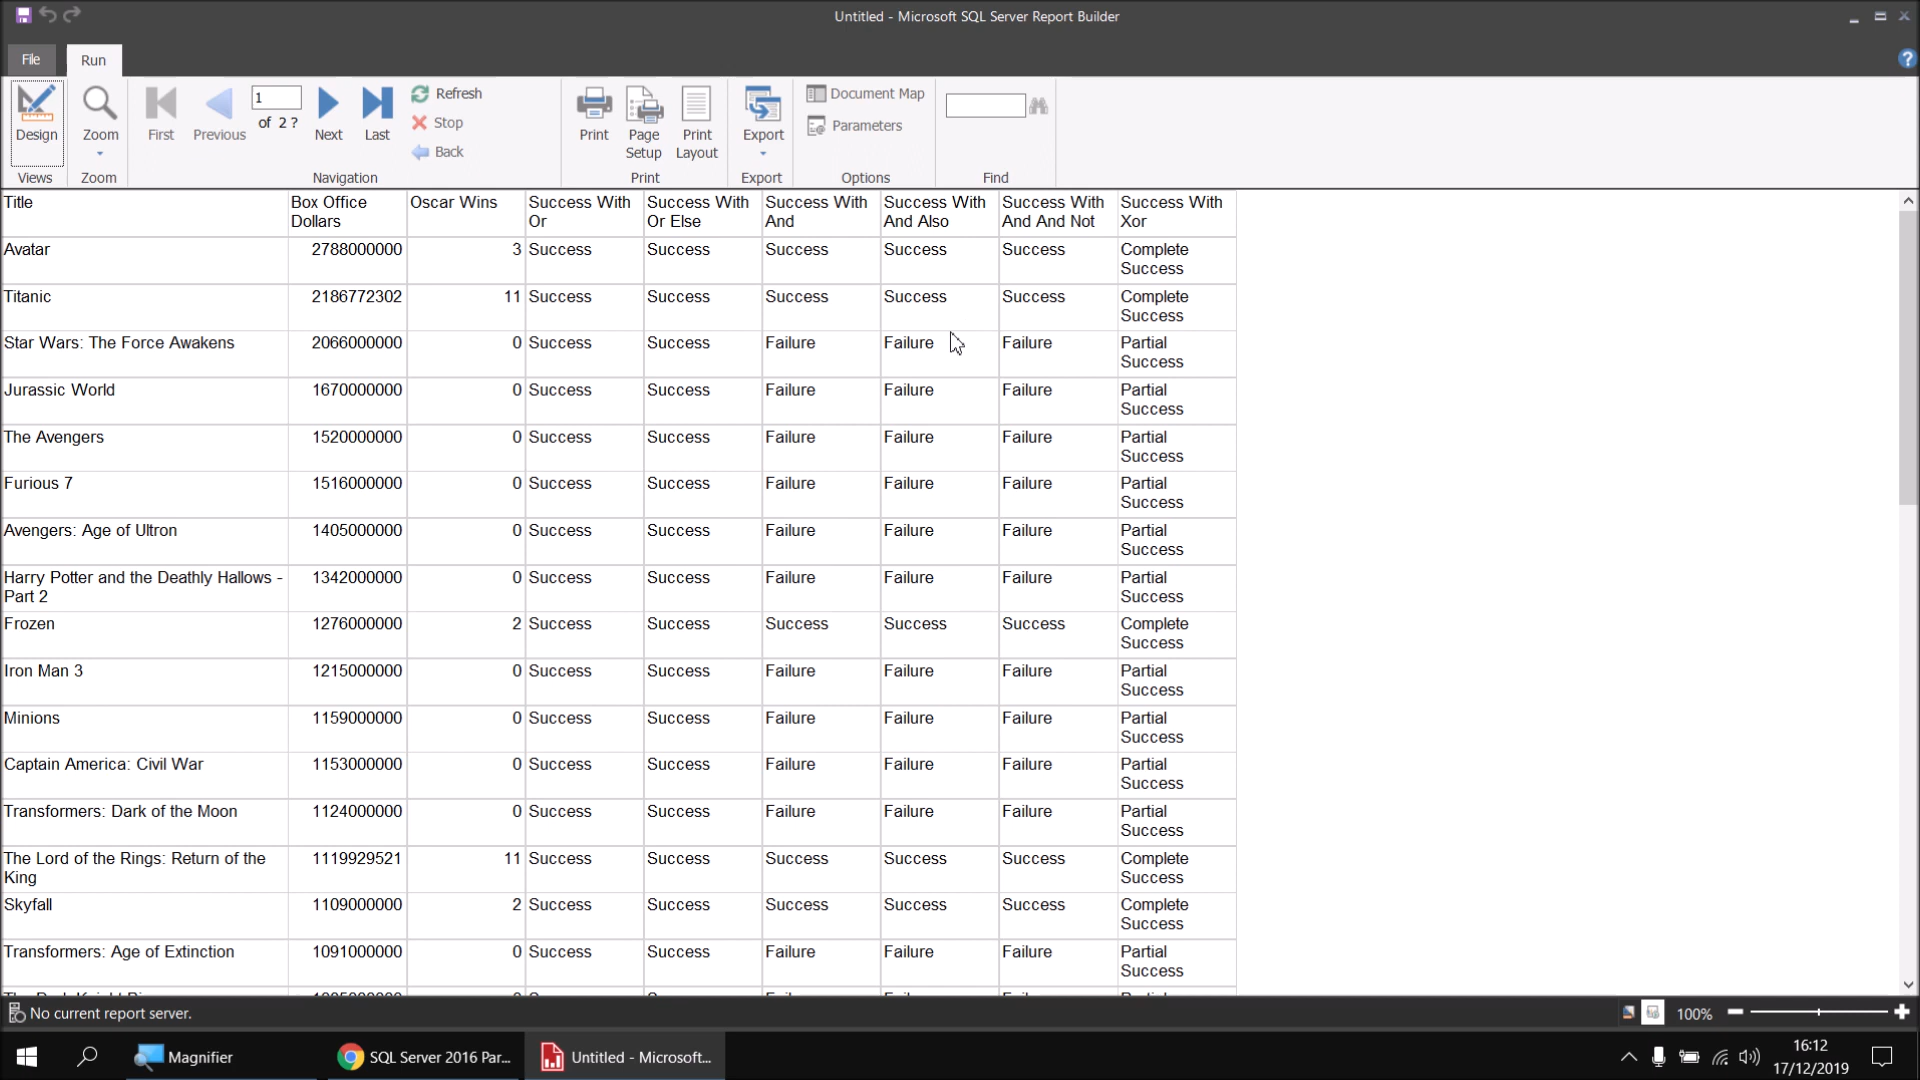 Untitled - Microsoft SQL Server Report Builder
File
Run
Design
Zoom
First
Previous
1
of 2 ?
Next
Last
Refresh
Stop
Back
Print
Page
Setup
Print
Layout
Export
Document Map
Parameters
Views
Zoom
Navigation
Print
Export
Options
Find
Title
Box Office
Dollars
Oscar Wins
Success With
Or
Success With
Or Else
Success With
And
Success With
And Also
Success With
And And Not
Success With
Xor
Avatar 2788000000 3 Success Success Success Success Success Complete
Success
Titanic 2186772302 11 Success Success Success Success Success Complete
Success
Star Wars: The Force Awakens 2066000000 0 Success Success Failure Failure Failure Partial
Success
Jurassic World 1670000000 0 Success Success Failure Failure Failure Partial
Success
The Avengers 1520000000 0 Success Success Failure Failure Failure Partial
Success
Furious 7 1516000000 0 Success Success Failure Failure Failure Partial
Success
Avengers: Age of Ultron 1405000000 0 Success Success Failure Failure Failure Partial
Success
Harry Potter and the Deathly Hallows - 1342000000 0 Success Success Failure Failure Failure Partial
Part 2 Success
Frozen 1276000000 2 Success Success Success Success Success Complete
Success
Iron Man 3 1215000000 0 Success Success Failure Failure Failure Partial
Success
Minions 1159000000 0 Success Success Failure Failure Failure Partial
Success
Captain America: Civil War 1153000000 0 Success Success Failure Failure Failure Partial
Success
Transformers: Dark of the Moon 1124000000 0 Success Success Failure Failure Failure Partial
Success
The Lord of the Rings: Return of the 1119929521 11 Success Success Success Success Success Complete
King Success
Skyfall 1109000000 2 Success Success Success Success Success Complete
Success
Transformers: Age of Extinction 1091000000 0 Success Success Failure Failure Failure Partial
Success
No current report server.
100%
Magnifier
SQL Server 2016 Par...
Untitled - Microsoft...
16:12
17/12/2019